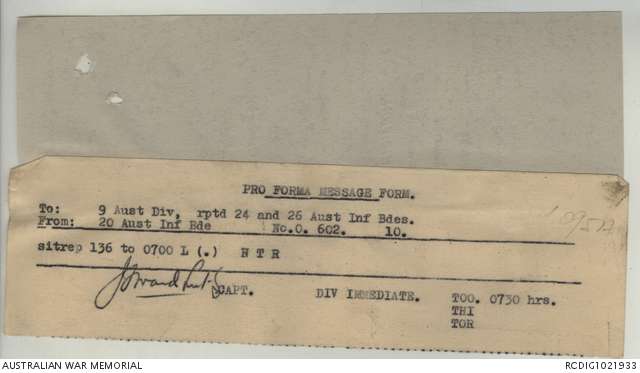 PRO FORMA MESSAGE FORM.
To: 9 Aust Div, rptd 24 and 26 Aust Inf Bdes.
From: 20 Aust Inf Bde No.O. 602. 10.
sitrep 136 to 0700 L (.) N T R
CAPT. DIV IMMEDIATE. TOO. 0730 hrs.
THI
TOR
AUSTRALIAN WAR MEMORIAL RCDIG1021933